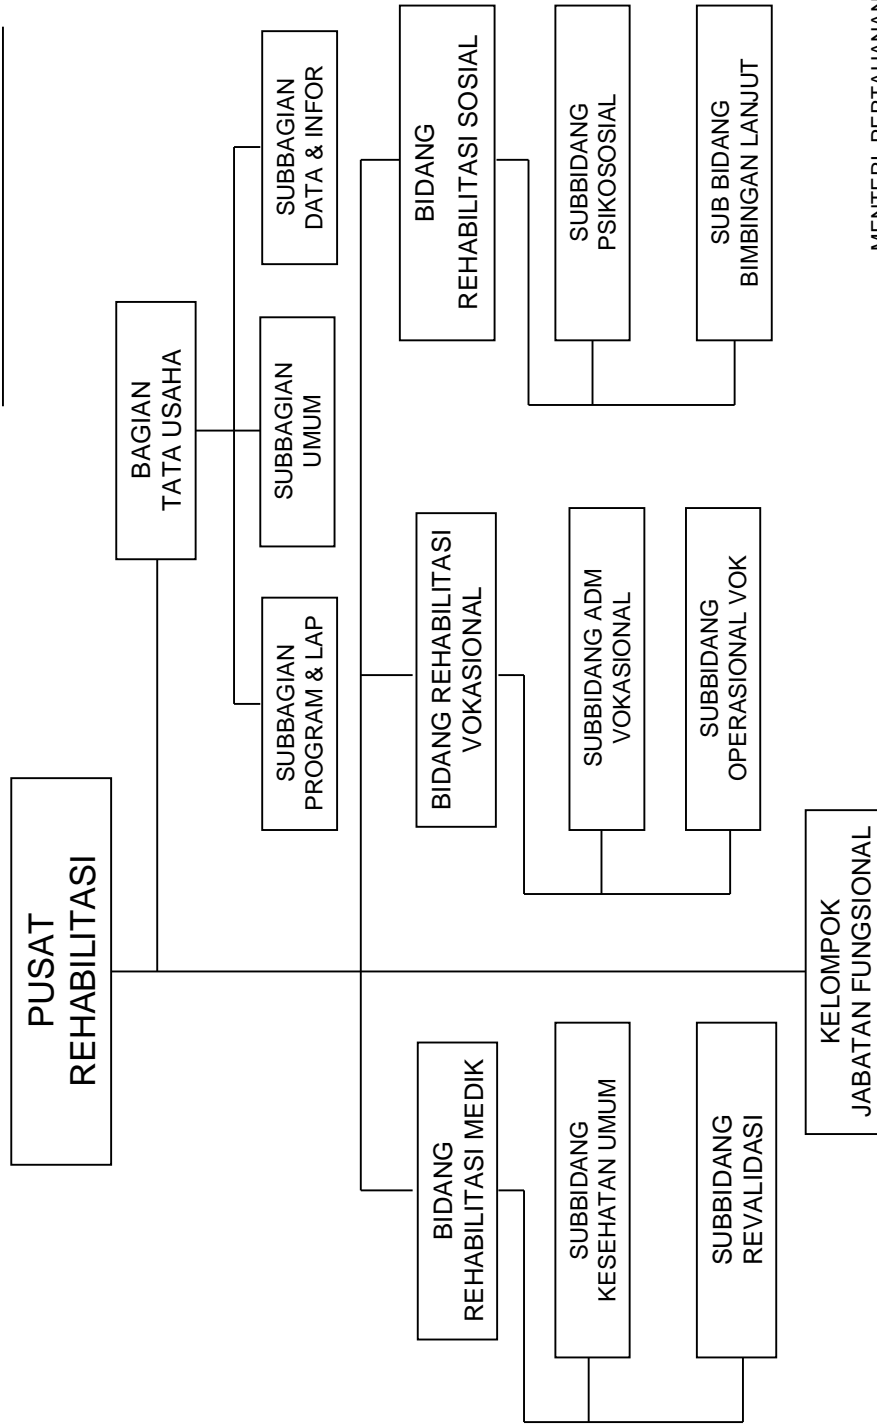 PUSAT
REHABILITASI
BAGIAN
TATA USAHA
SUBBAGIAN
PROGRAM & LAP
SUBBAGIAN
UMUM
SUBBAGIAN
DATA & INFOR
BIDANG
REHABILITASI MEDIK
BIDANG REHABILITASI
VOKASIONAL
BIDANG
REHABILITASI SOSIAL
SUBBIDANG
KESEHATAN UMUM
SUBBIDANG ADM
VOKASIONAL
SUBBIDANG
PSIKOSOSIAL
SUBBIDANG
REVALIDASI
SUBBIDANG
OPERASIONAL VOK
SUB BIDANG
BIMBINGAN LANJUT
KELOMPOK
JABATAN FUNGSIONAL
MENTERI PERTAHANAN